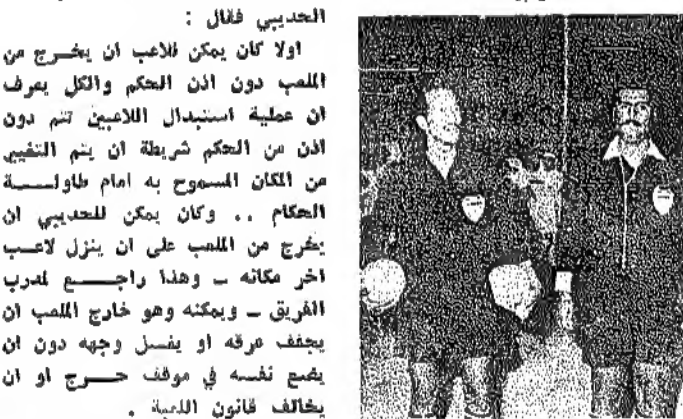 الحديبي فقال :
اولا كان يمكن للاعب ان يخرج من
الملعب دون اذن الحكم والكل يعرف
ان عملية استبدال اللاعبين تتم دون
اذن من الحكم شريطة ان يتم التغيير
من المكان المسموح به امام طاولة
الحكام .. وكان يمكن للحديبي ان
يخرج من الملعب على ان ينزل لاعب
اخر مكانه ـ وهذا راجع لمدرب
الفريق ـ ويمكنه وهو خارج الملعب ان
يجفف عرقه او يغسل وجهه دون ان
يضع نفسه في موقف حرج او ان
يخالف قانون اللعبة .